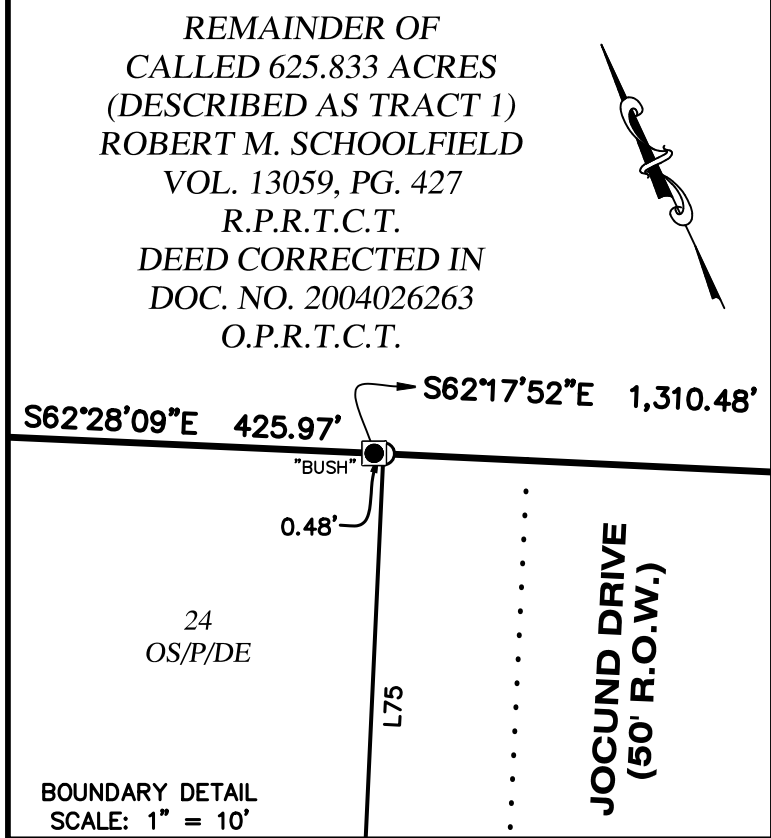 REMAINDER OF
CALLED 625.833 ACRES
(DESCRIBED AS TRACT 1)
ROBERT M. SCHOOLFIELD
VOL. 13059, PG. 427
R.P.R.T.C.T.
DEED CORRECTED IN
DOC. NO. 2004026263
O.P.R.T.C.T.
S62°17'52"E 1,310.48'
S62°28'09"E 425.97'
"BUSH"
0.48'
24
OS/P/DE
L75
JOCUND DRIVE
(50' R.O.W.)
BOUNDARY DETAIL
SCALE: 1" = 10'